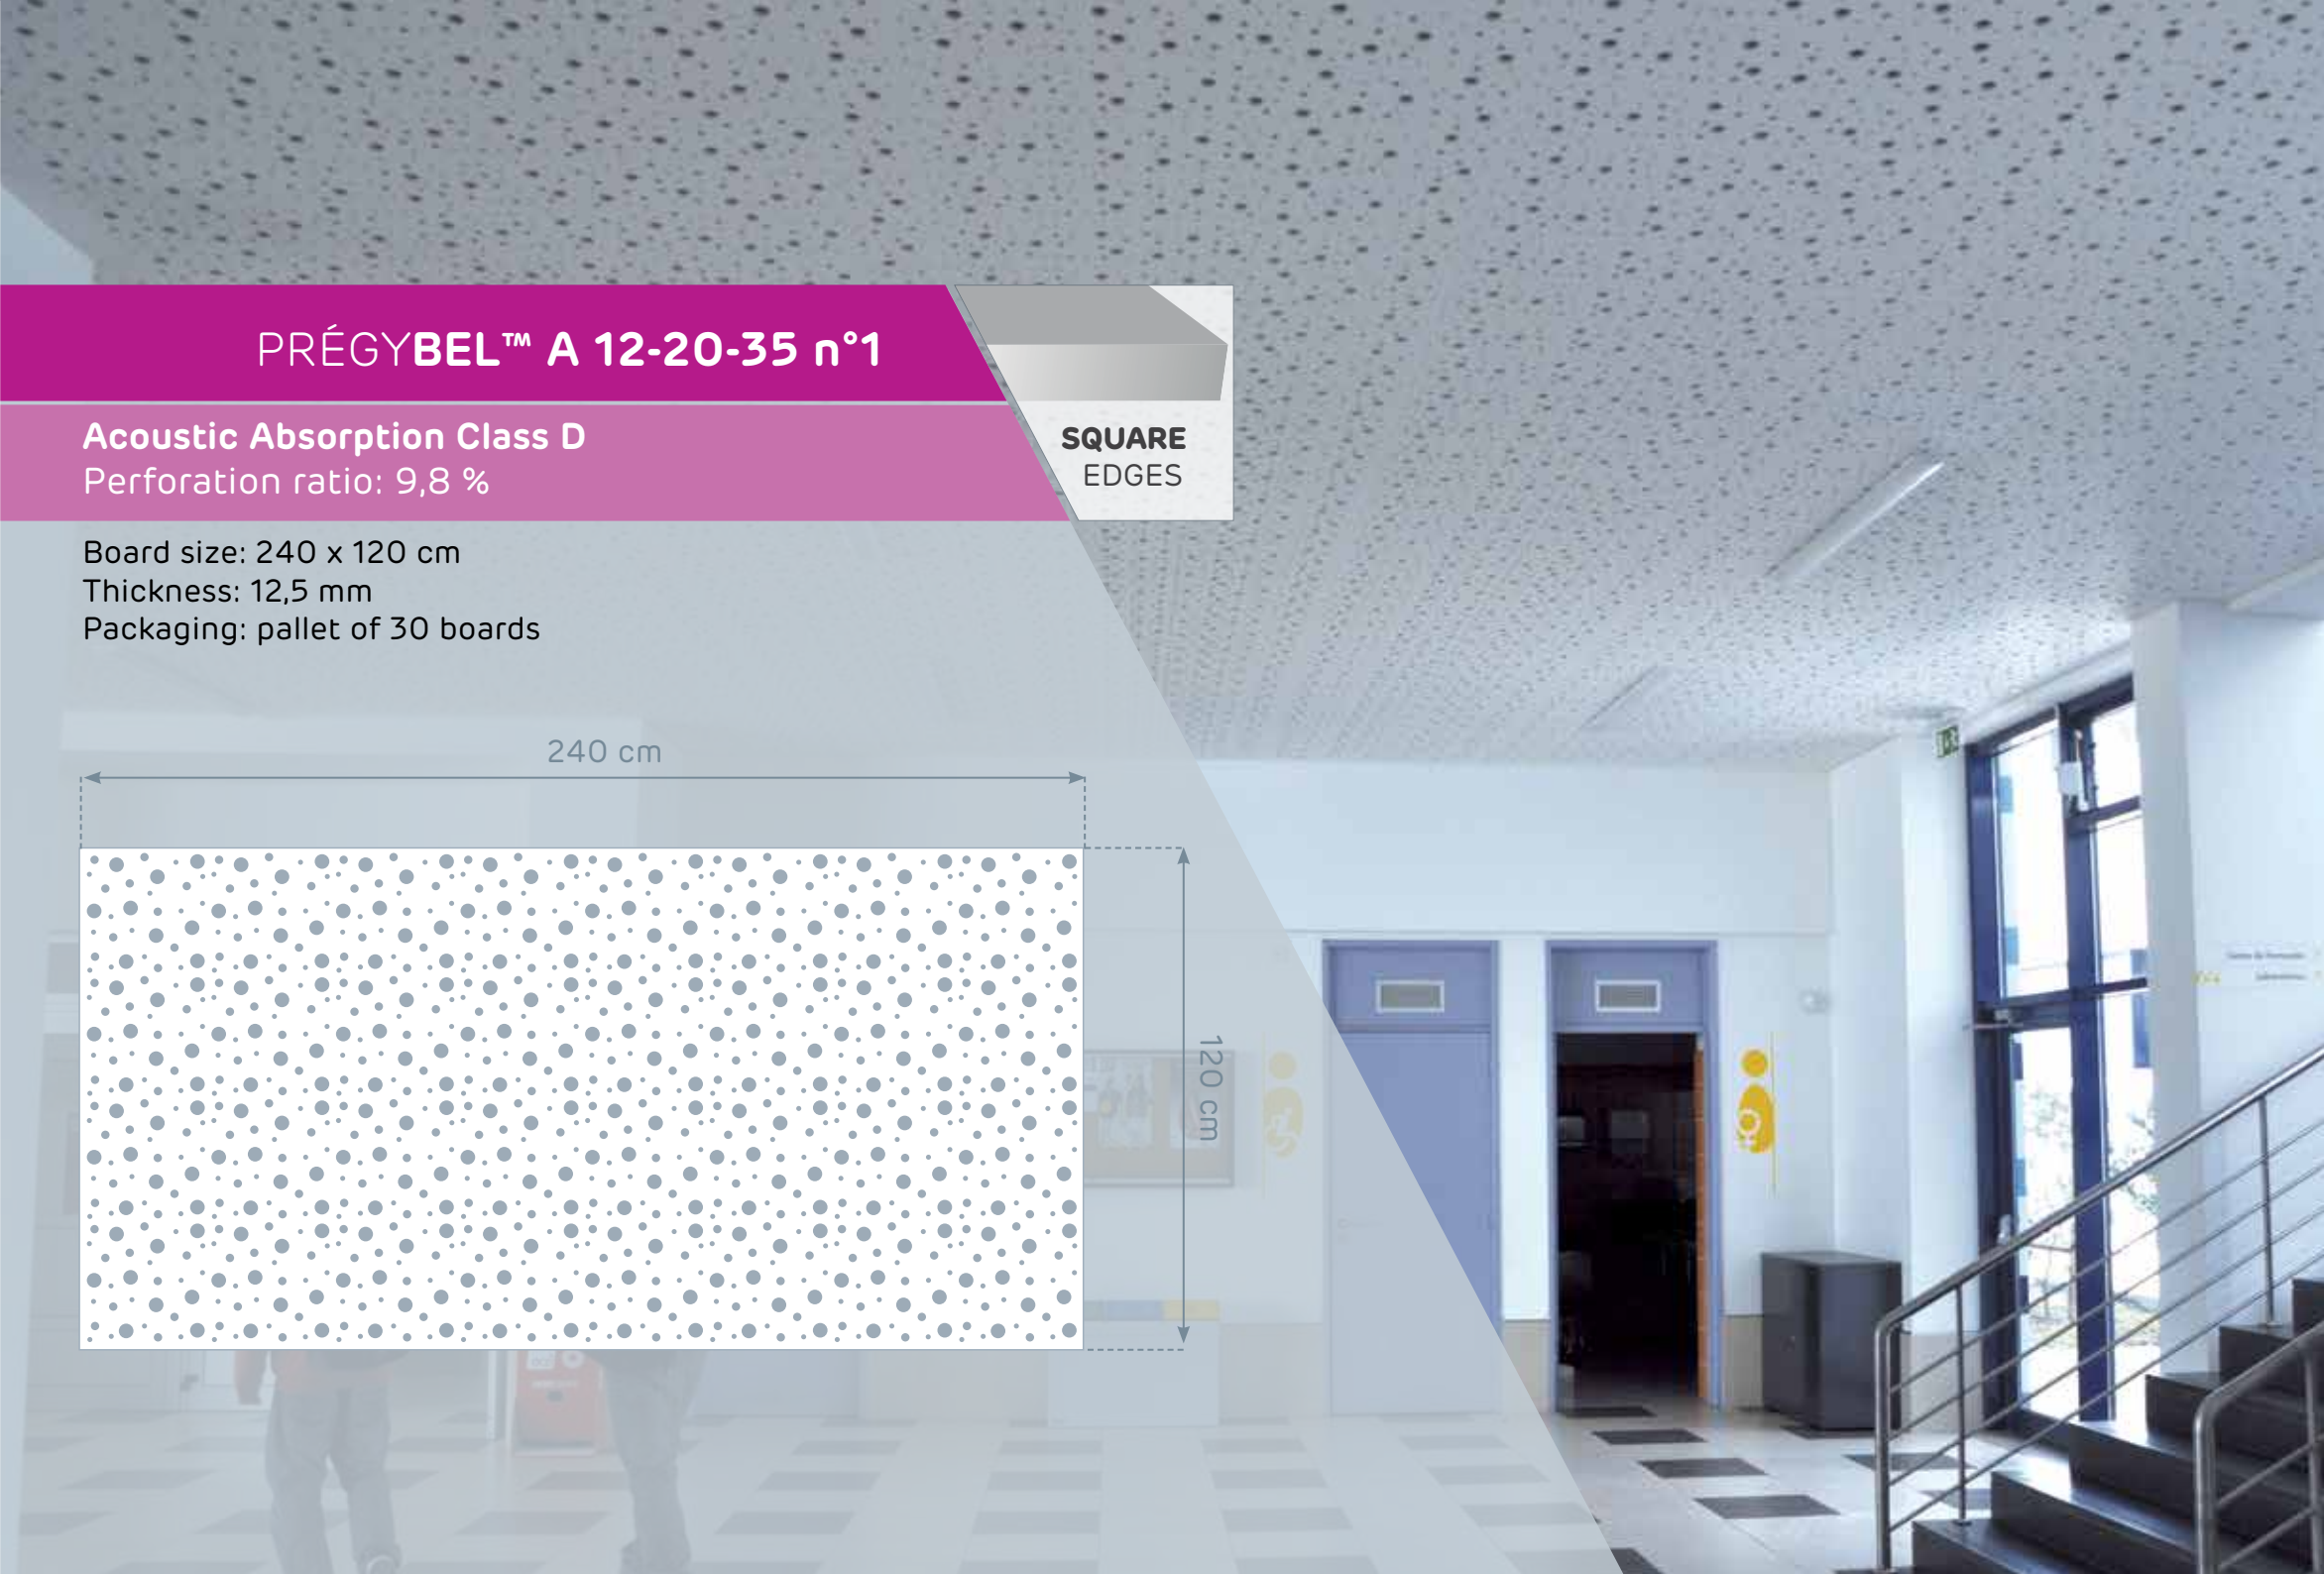 PRÉGYBEL™ A 12-20-35 n°1
Acoustic Absorption Class D
Perforation ratio: 9,8 %
SQUARE
EDGES
Board size: 240 x 120 cm
Thickness: 12,5 mm
Packaging: pallet of 30 boards
240 cm
120 cm